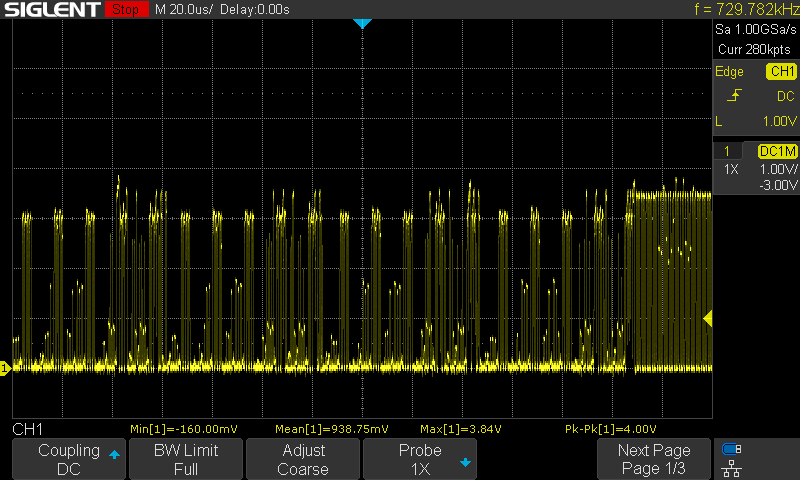 SIGLENT Stop M 20.0us/ Delay:0.00s f = 729.782kHz
Sa 1.00GSa/s
Curr 280kpts
Edge CH1
DC
L 1.00V
1 DC1M
1X 1.00V/
-3.00V
1
CH1 Min[1]=-160.00mV Mean[1]=938.75mV Max[1]=3.84V Pk-Pk[1]=4.00V
Coupling
DC
BW Limit
Full
Adjust
Coarse
Probe
1X
Next Page
Page 1/3